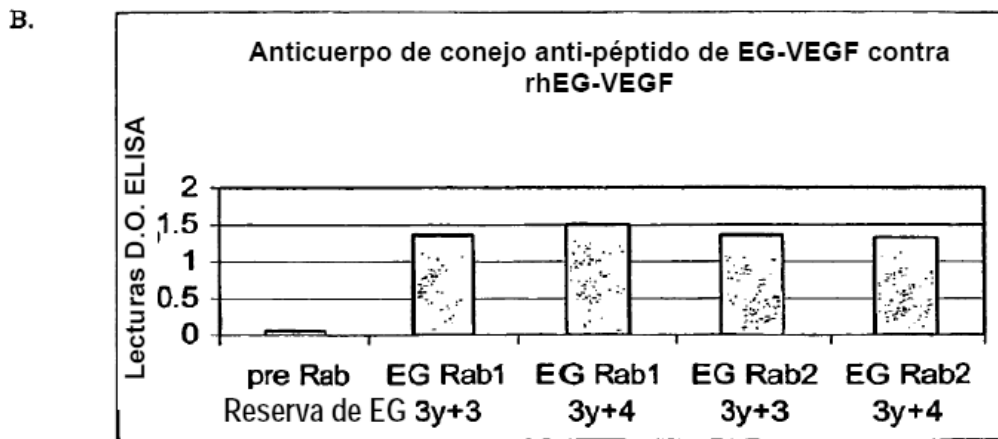 B.
Anticuerpo de conejo anti-péptido de EG-VEGF contra
rhEG-VEGF
Lecturas D.O. ELISA
2
1.5
1
0.5
0
pre Rab EG Rab1 EG Rab1 EG Rab2 EG Rab2
Reserva de EG 3y+3 3y+4 3y+3 3y+4